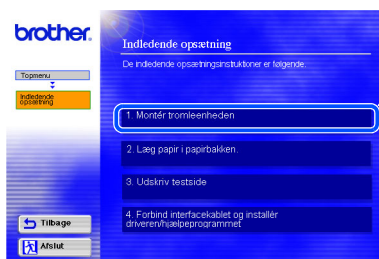 brother.
Topmenu
Indledende
opsætning
Tilbage
Afslut
Indledende opsætning
De indledende opsætningsinstruktioner er følgende:
1. Montér tromleenheden
2. Læg papir i papirbakken.
3. Udskriv testside
4. Forbind interfacekablet og installér
driveren/hjælpeprogrammet